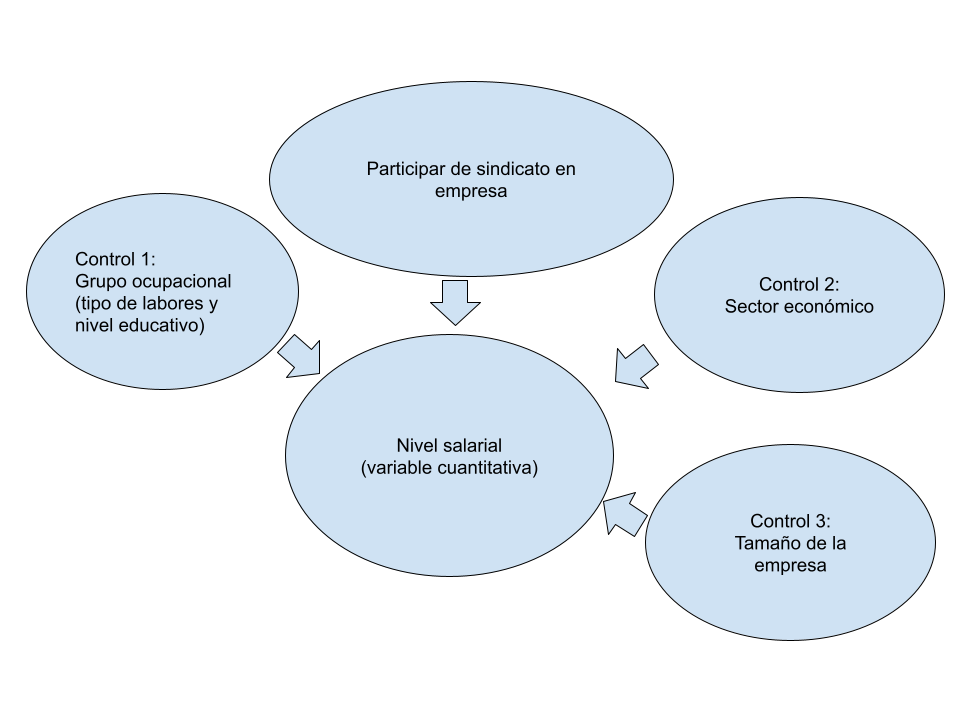 Participar de sindicato en
empresa
Control 1:
Grupo ocupacional
(tipo de labores y
nivel educativo)
Control 2:
Sector económico
Nivel salarial
(variable cuantitativa)
Control 3:
Tamaño de la
empresa